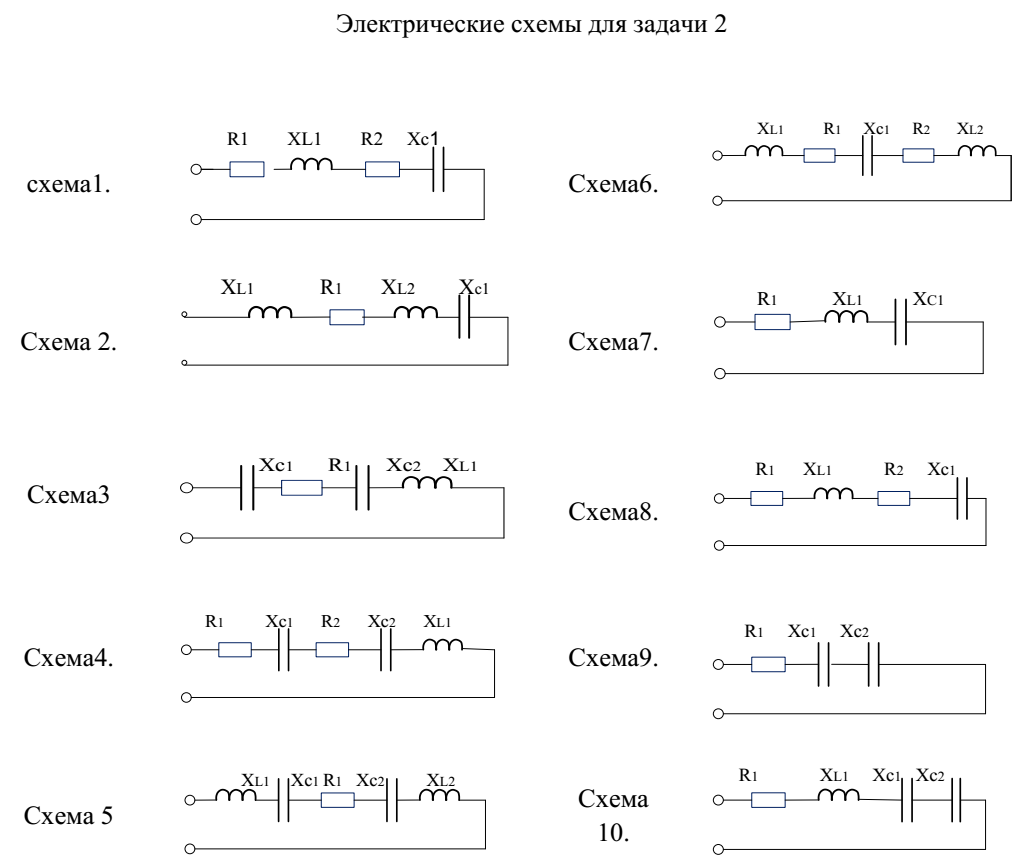 Электрические схемы для задачи 2
R1 XL1 R2 Xc1
схема1.
XL1 R1 Xc1 R2 XL2
Схема6.
XL1 R1 XL2 Xc1
Схема 2.
R1 XL1 XC1
Схема7.
Xc1 R1 Xc2 XL1
Схема3
R1 XL1 R2 Xc1
Схема8.
R1 Xc1 R2 Xc2 XL1
Схема4.
R1 Xc1 Xc2
Схема9.
XL1 Xc1 R1 Xc2 XL2
Схема 5
R1 XL1 Xc1 Xc2
Схема
10.